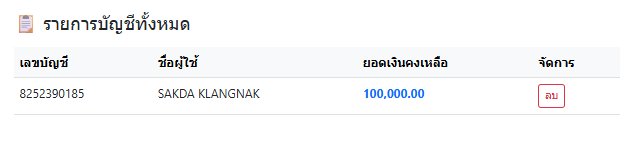 รายการบัญชีทั้งหมด
เลขบัญชี ชื่อผู้ใช้ ยอดเงินคงเหลือ จัดการ
8252390185 SAKDA KLANGNAK 100,000.00 ลบ